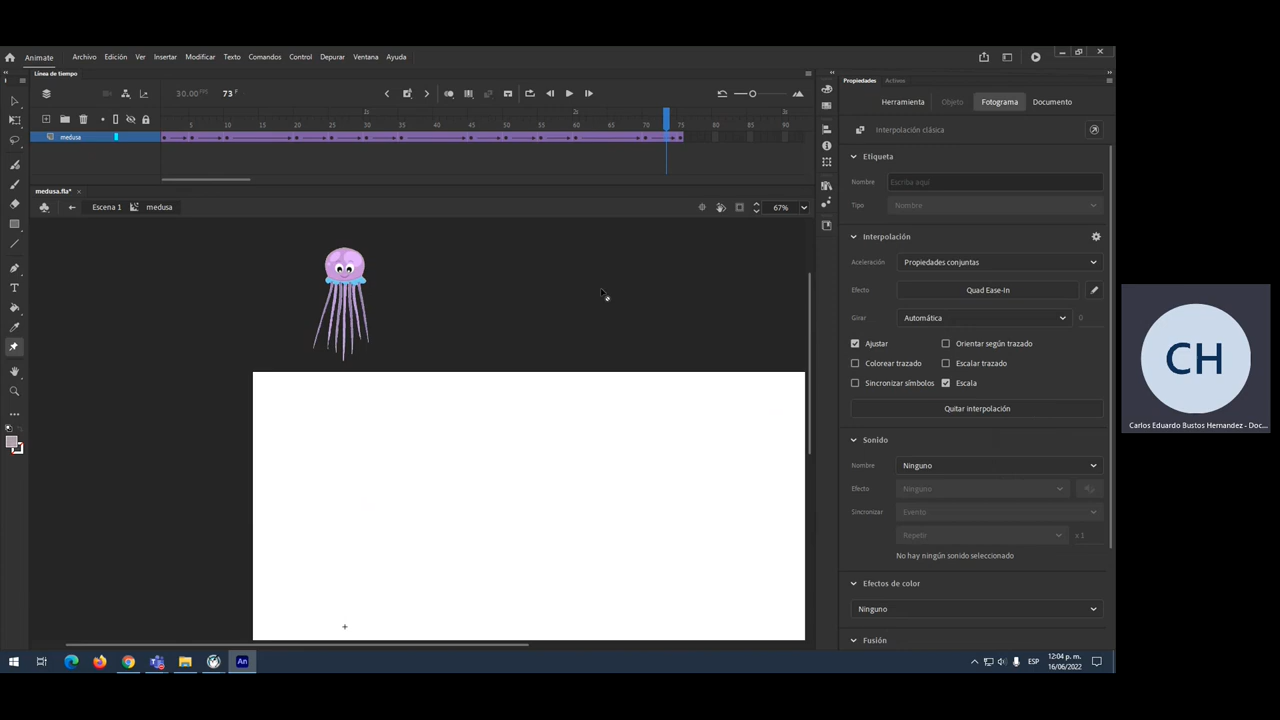 Animate Archivo Edición Ver Insertar Modificar Texto Comandos Control Depurar Ventana Ayuda
Línea de tiempo
Propiedades Activos
30.00 FPS 73 F
Herramienta Objeto Fotograma Documento
1s 2s 3s
5 10 15 20 25 30 35 40 45 50 55 60 65 70 75 80 85 90
medusa
Interpolación clásica
Etiqueta
Nombre Escriba aquí
medusa.fla* ×
Tipo Nombre
Escena 1 medusa 67%
Interpolación
Aceleración Propiedades conjuntas
Efecto Quad Ease-In
Girar Automática 0
Ajustar Orientar según trazado
Colorear trazado Escalar trazado
Sincronizar símbolos Escala
Quitar interpolación
Sonido
Nombre Ninguno
Efecto Ninguno
Sincronizar Evento
Repetir x 1
No hay ningún sonido seleccionado
Efectos de color
Ninguno
Fusión
An ESP 12:04 p. m.
16/06/2022
CH
Carlos Eduardo Bustos Hernandez - Doc...